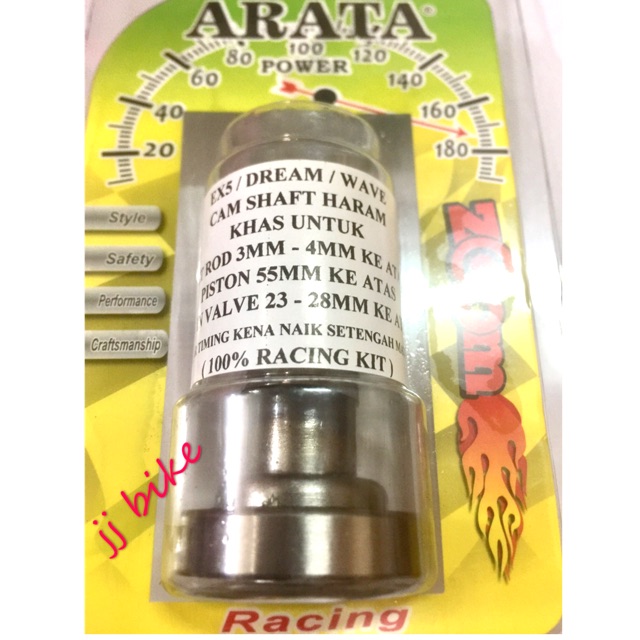 ARATA®
POWER
20
40
60
80
100
120
140
160
180
Style
Safety
Performance
Craftsmanship
EX5 / DREAM / WAVE
CAM SHAFT HARAM
KHAS UNTUK
ROD 3MM - 4MM KE
PISTON 55MM KE ATAS
VALVE 23 - 28MM KE
TIMING KENA NAIK SETENGAH
( 100% RACING KIT )
jj bike
Racing